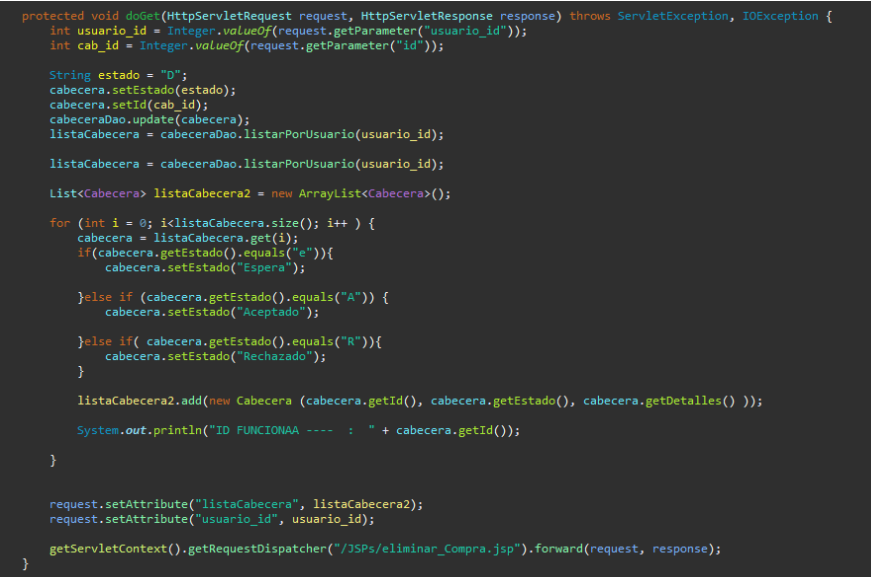 protected void doGet(HttpServletRequest request, HttpServletResponse response) throws ServletException, IOException {
int usuario_id = Integer.valueOf(request.getParameter("usuario_id"));
int cab_id = Integer.valueOf(request.getParameter("id"));
String estado = "D";
cabecera.setEstado(estado);
cabecera.setId(cab_id);
cabeceraDao.update(cabecera);
listaCabecera = cabeceraDao.listarPorUsuario(usuario_id);
listaCabecera = cabeceraDao.listarPorUsuario(usuario_id);
List<Cabecera> listaCabecera2 = new ArrayList<Cabecera>();
for (int i = 0; i<listaCabecera.size(); i++ ) {
cabecera = listaCabecera.get(i);
if(cabecera.getEstado().equals("e")){
cabecera.setEstado("Espera");
}else if (cabecera.getEstado().equals("A")) {
cabecera.setEstado("Aceptado");
}else if( cabecera.getEstado().equals("R")){
cabecera.setEstado("Rechazado");
}
listaCabecera2.add(new Cabecera (cabecera.getId(), cabecera.getEstado(), cabecera.getDetalles() ));
System.out.println("ID FUNCIONAA ----  :  " + cabecera.getId());
}
request.setAttribute("listaCabecera", listaCabecera2);
request.setAttribute("usuario_id", usuario_id);
getServletContext().getRequestDispatcher("/JSPs/eliminar_Compra.jsp").forward(request, response);
}